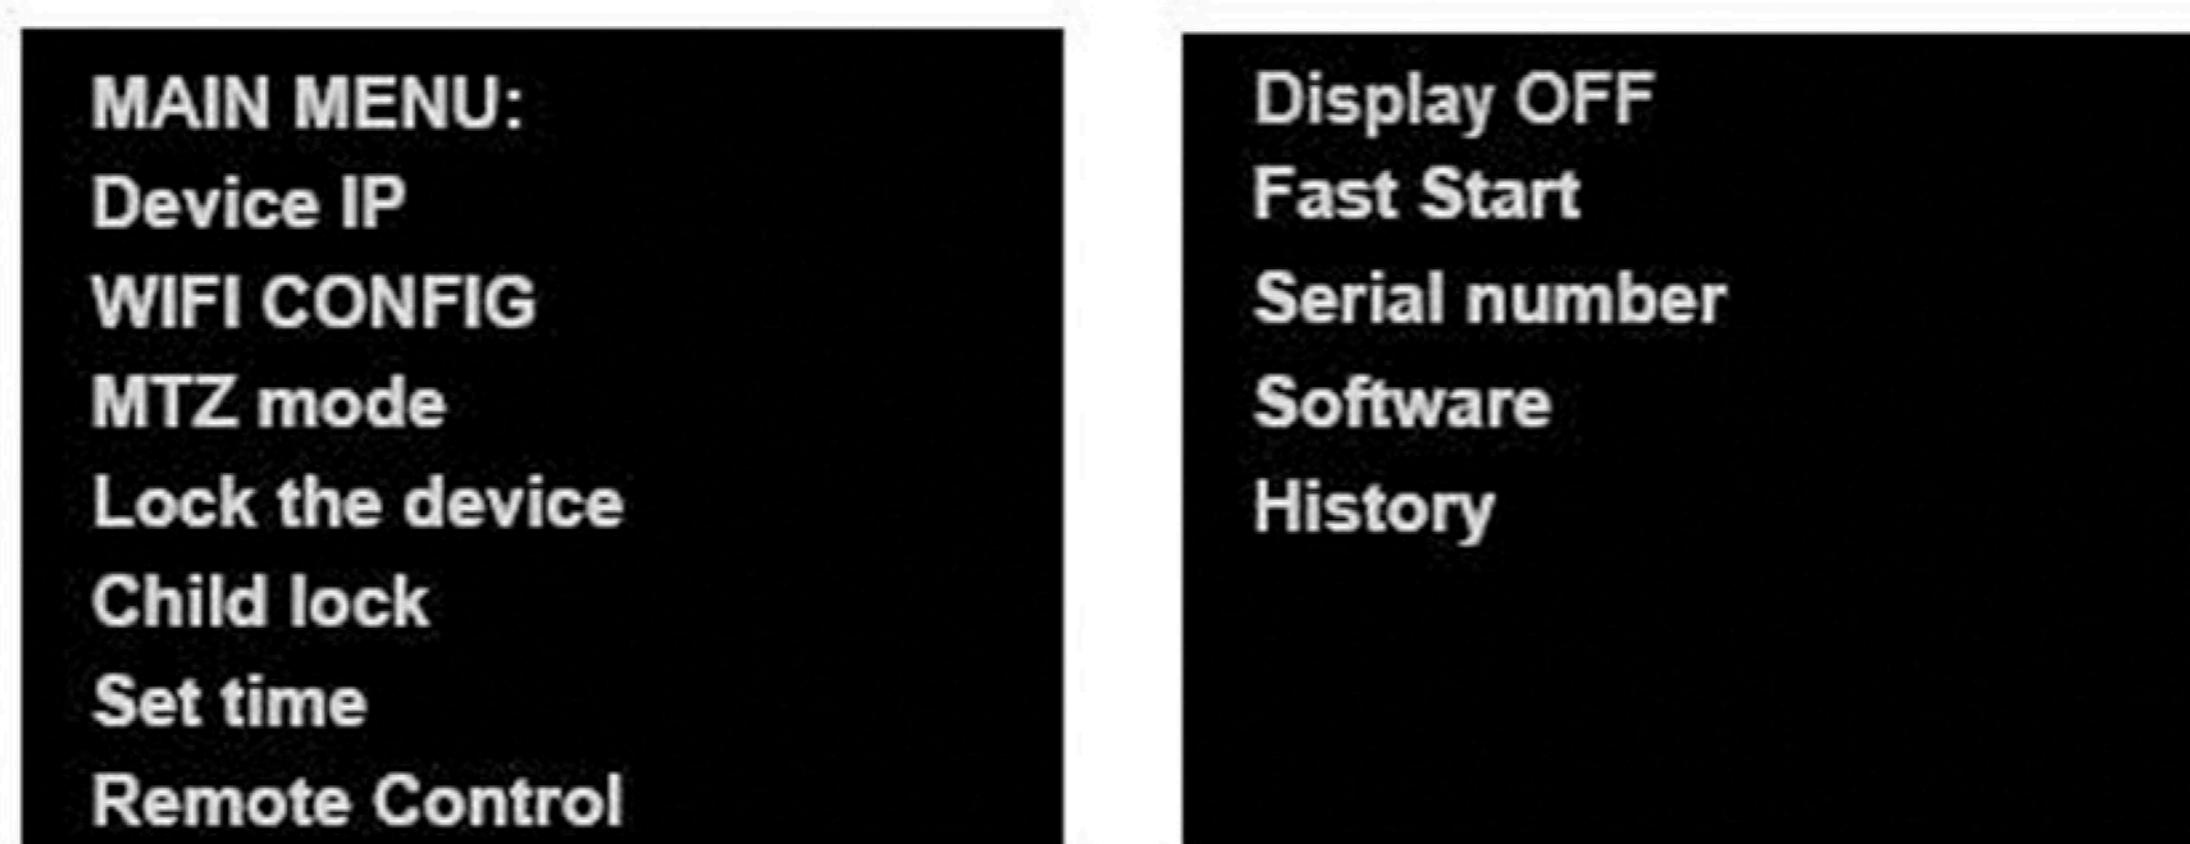 MAIN MENU:
Device IP
WIFI CONFIG
MTZ mode
Lock the device
Child lock
Set time
Remote Control
Display OFF
Fast Start
Serial number
Software
History